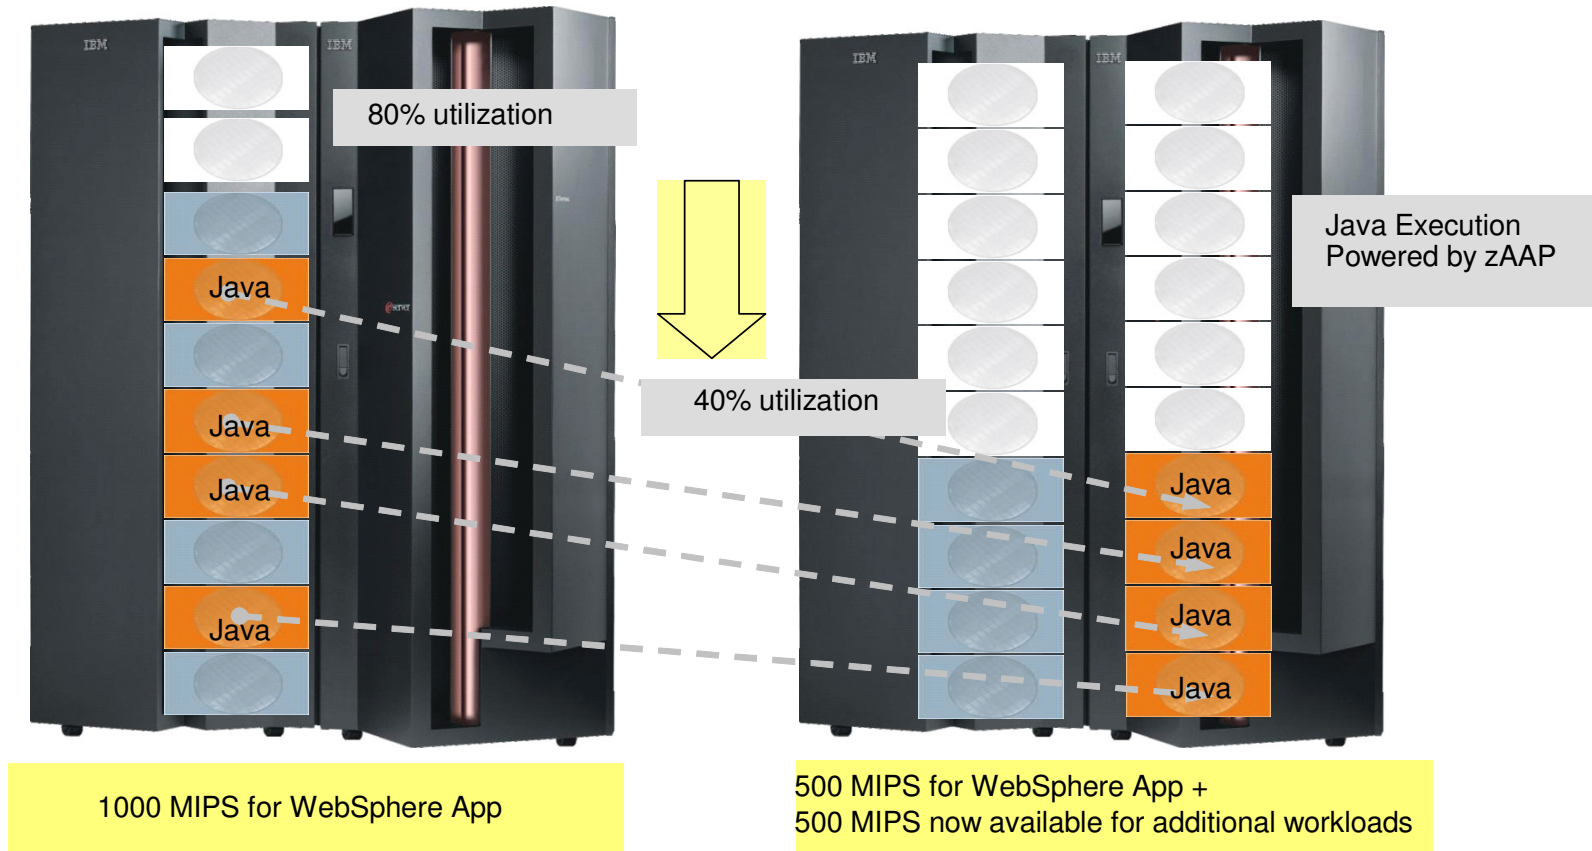 IBM
IBM
80% utilization
Java
Java
Java
Java
server
1000 MIPS for WebSphere App
40% utilization
IBM
IBM
Java Execution
Powered by zAAP
Java
Java
Java
Java
500 MIPS for WebSphere App +
500 MIPS now available for additional workloads